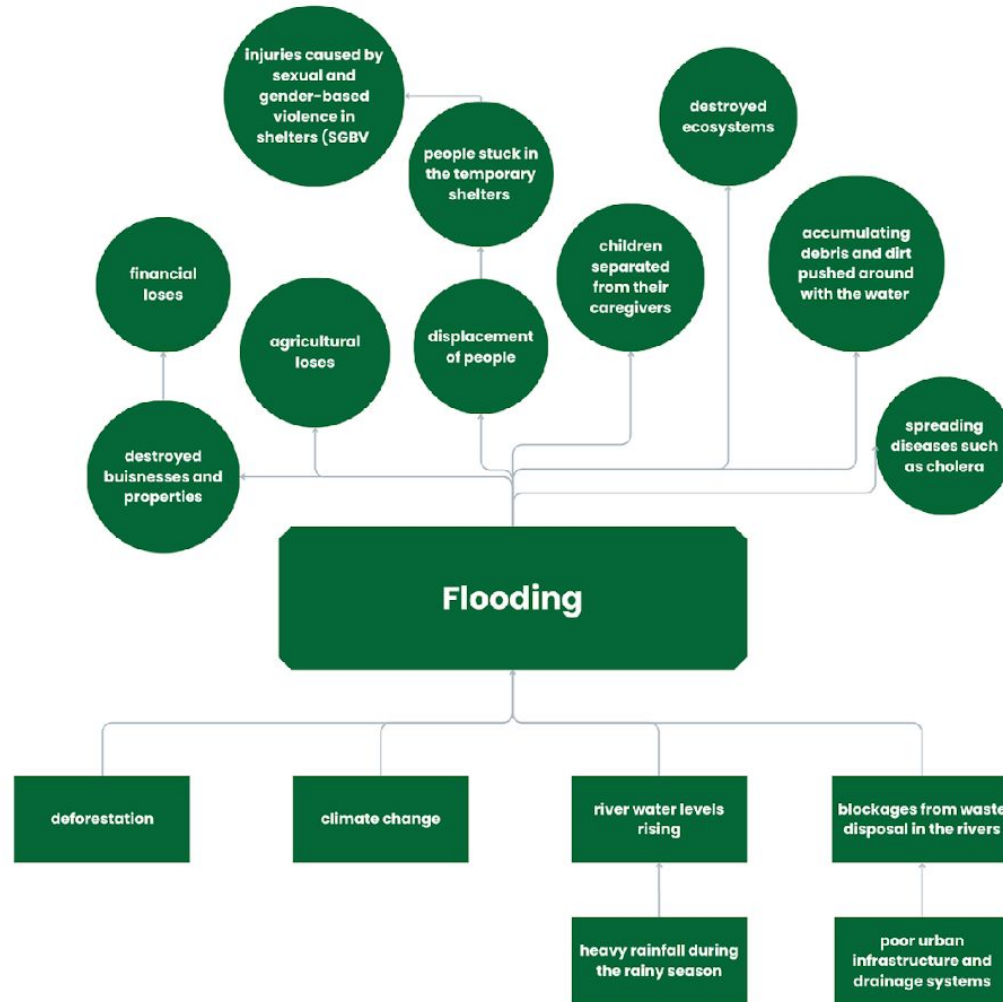 injuries caused by
sexual and
gender-based
violence in
shelters (SGBV
destroyed
ecosystems
people stuck in
the temporary
shelters
accumulating
debris and dirt
pushed around
with the water
children
separated
from their
caregivers
financial
loses
agricultural
loses
displacement
of people
spreading
diseases such
as cholera
destroyed
buisnesses and
properties
Flooding
deforestation
climate change
river water levels
rising
blockages from waste
disposal in the rivers
heavy rainfall during
the rainy season
poor urban
infrastructure and
drainage systems